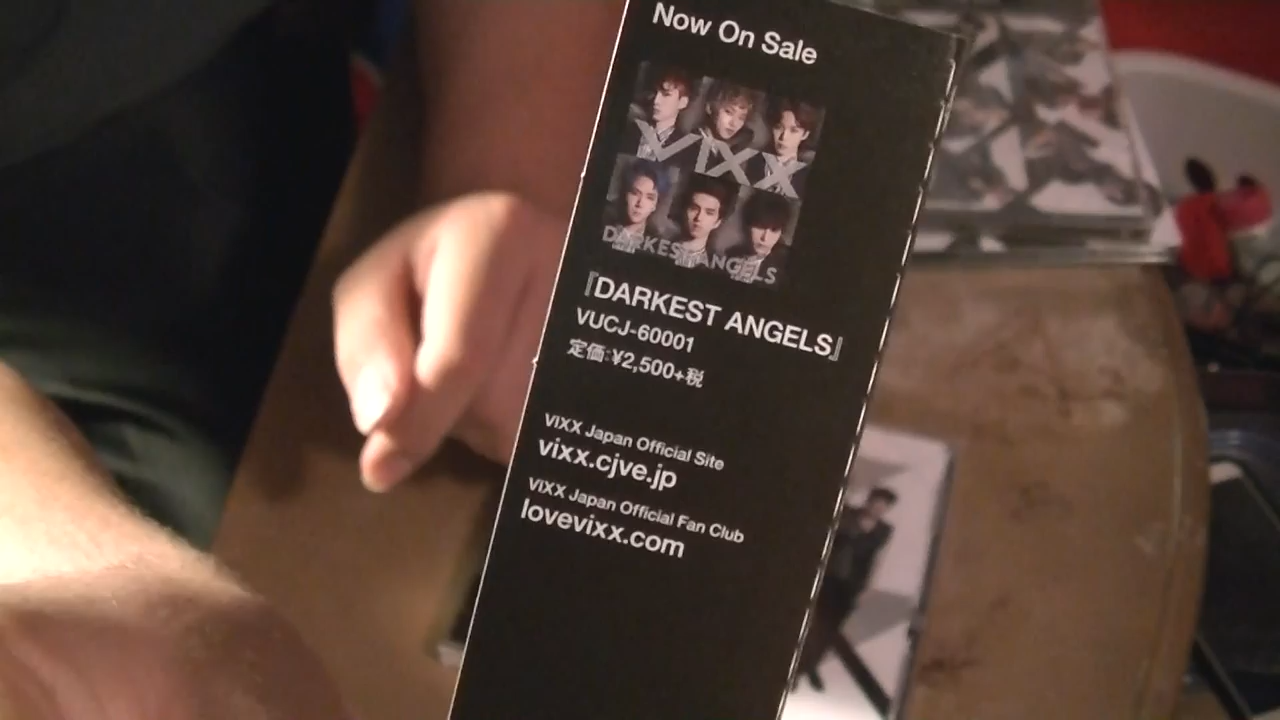 Now On Sale
VIXX
DARKEST ANGELS
『DARKEST ANGELS』
VUCJ-60001
定価:¥2,500+税
VIXX Japan Official Site
vixx.cjve.jp
VIXX Japan Official Fan Club
lovevixx.com